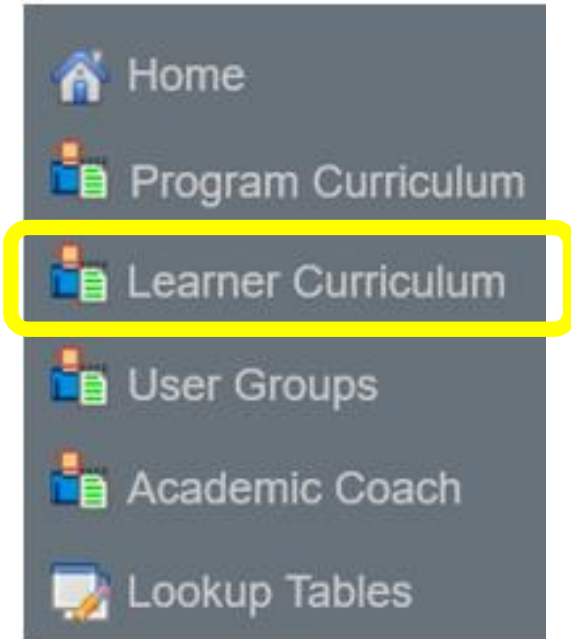 Home
Program Curriculum
Learner Curriculum
User Groups
Academic Coach
Lookup Tables